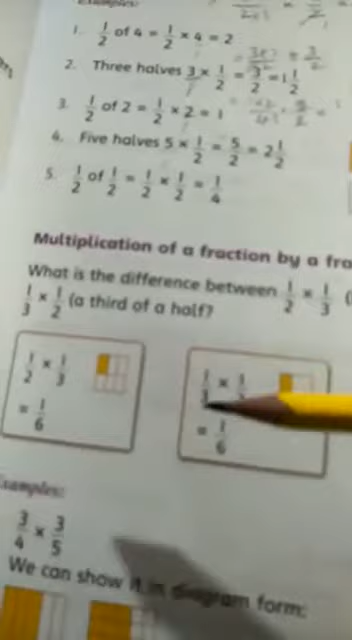 Examples:
1. 1/2 of 4 = 1/2 × 4 = 2
2. Three halves 3 × 1/2 = 3/2 = 1 1/2
3. 1/2 of 2 = 1/2 × 2 = 1
4. Five halves 5 × 1/2 = 5/2 = 2 1/2
5. 1/2 of 1/2 = 1/2 × 1/2 = 1/4
Multiplication of a fraction by a fra
What is the difference between 1/2 × 1/3 (
1/3 × 1/2 (a third of a half?
1/2 × 1/3
= 1/6
= 1/6
Examples:
3/4 × 3/5
We can show it in diagram form: